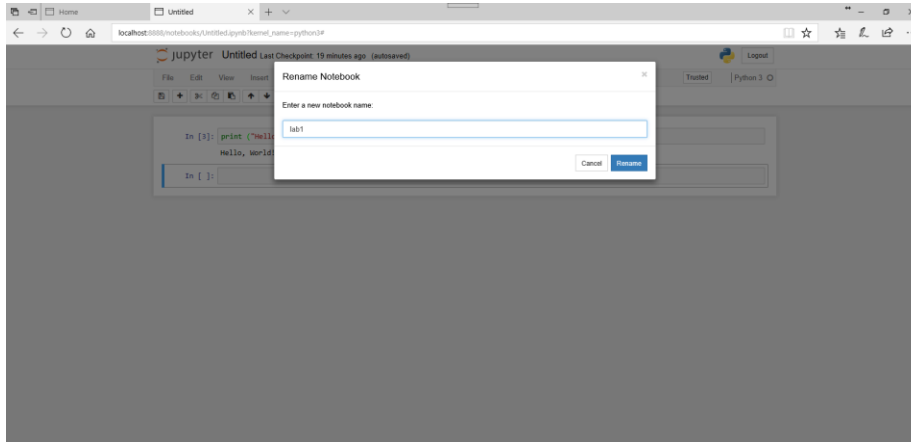 Home
Untitled
localhost:8888/notebooks/Untitled.ipynb?kernel_name=python3#
jupyter Untitled Last Checkpoint: 19 minutes ago (autosaved)
Logout
File Edit View Insert
Trusted Python 3
Rename Notebook
Enter a new notebook name:
lab1
Cancel Rename
In [3]: print ("Hello
Hello, World!
In [ ]: